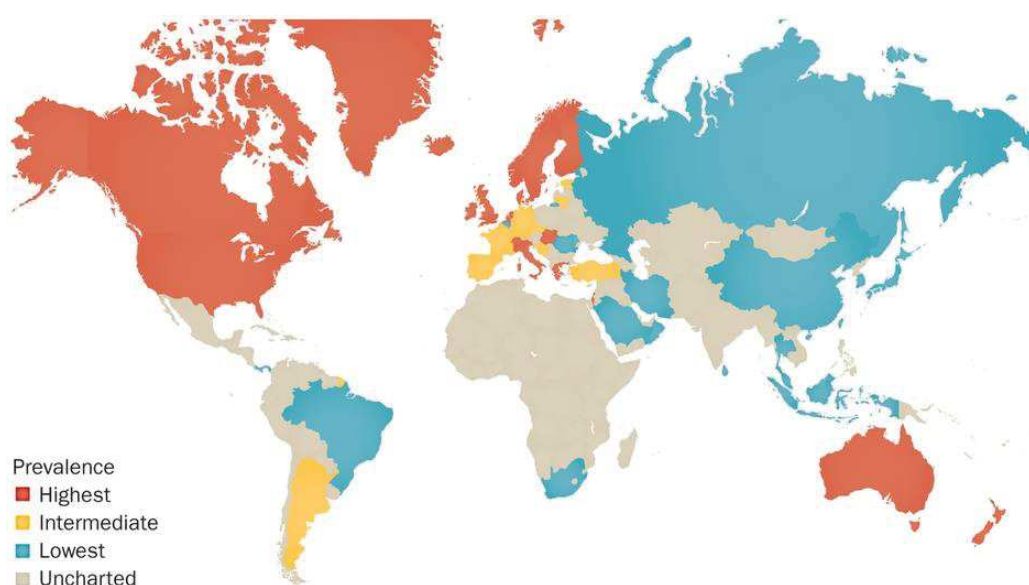 Prevalence
Highest
Intermediate
Lowest
Uncharted